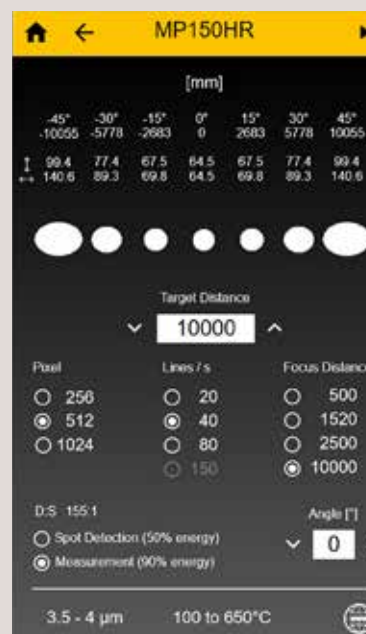 MP150HR
[mm]
-45° -30° -15° 0° 15° 30° 45°
-10055 -5778 -2683 0 2683 5778 10055
99.4 77.4 67.5 64.5 67.5 77.4 99.4
140.6 89.3 69.8 64.5 69.8 89.3 140.6
Target Distance
10000
Pixel Lines / s Focus Distance
256 20 500
512 40 1520
1024 80 2500
150 10000
D:S 155:1 Angle [°]
Spot Detection (50% energy) 0
Measurement (90% energy)
3.5 - 4 µm 100 to 650°C